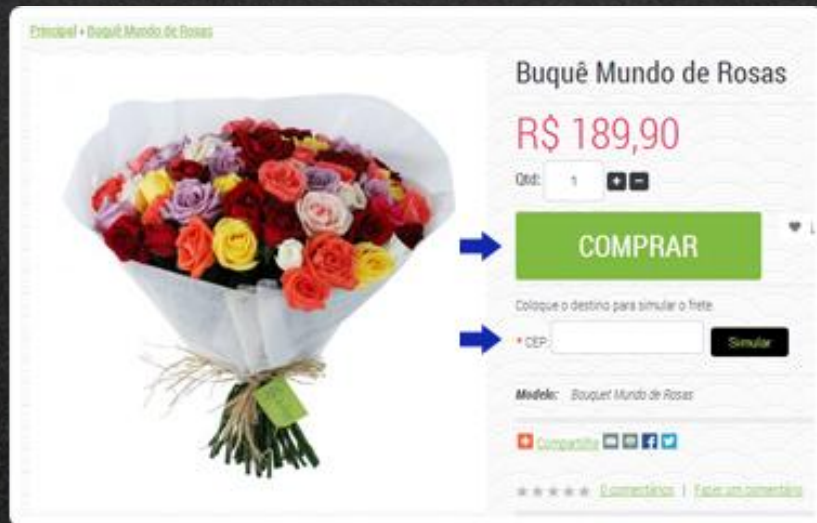 Principal » Buquê Mundo de Rosas
Buquê Mundo de Rosas
R$ 189,90
Qtd: 1
COMPRAR
Coloque o destino para simular o frete
* CEP: Simular
Modelo: Bouquet Mundo de Rosas
Compartilhe
0 comentários | Fazer um comentário